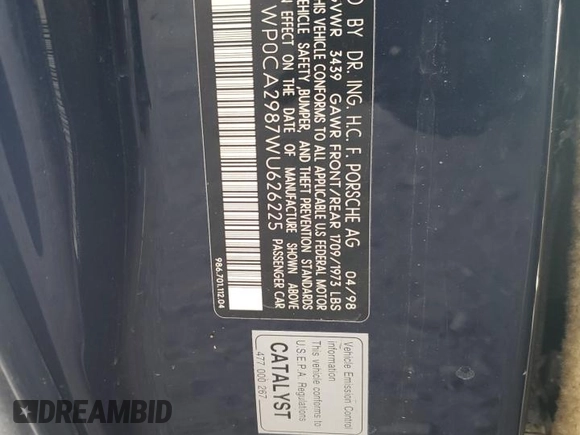 D BY DR. ING. H.C. F. PORSCHE AG 04/98
GVWR 3439 GAWR FRONT/REAR 1709/1973 LBS
THIS VEHICLE CONFORMS TO ALL APPLICABLE US FEDERAL MOTOR
VEHICLE SAFETY, BUMPER, AND THEFT PREVENTION STANDARDS
IN EFFECT ON THE DATE OF MANUFACTURE SHOWN ABOVE
WP0CA2987WU626225 PASSENGER CAR
986.701.112.04
Vehicle Emission Control
information
This vehicle conforms to
U.S.E.P.A. Regulations
CATALYST
477 000 267
DREAMBID